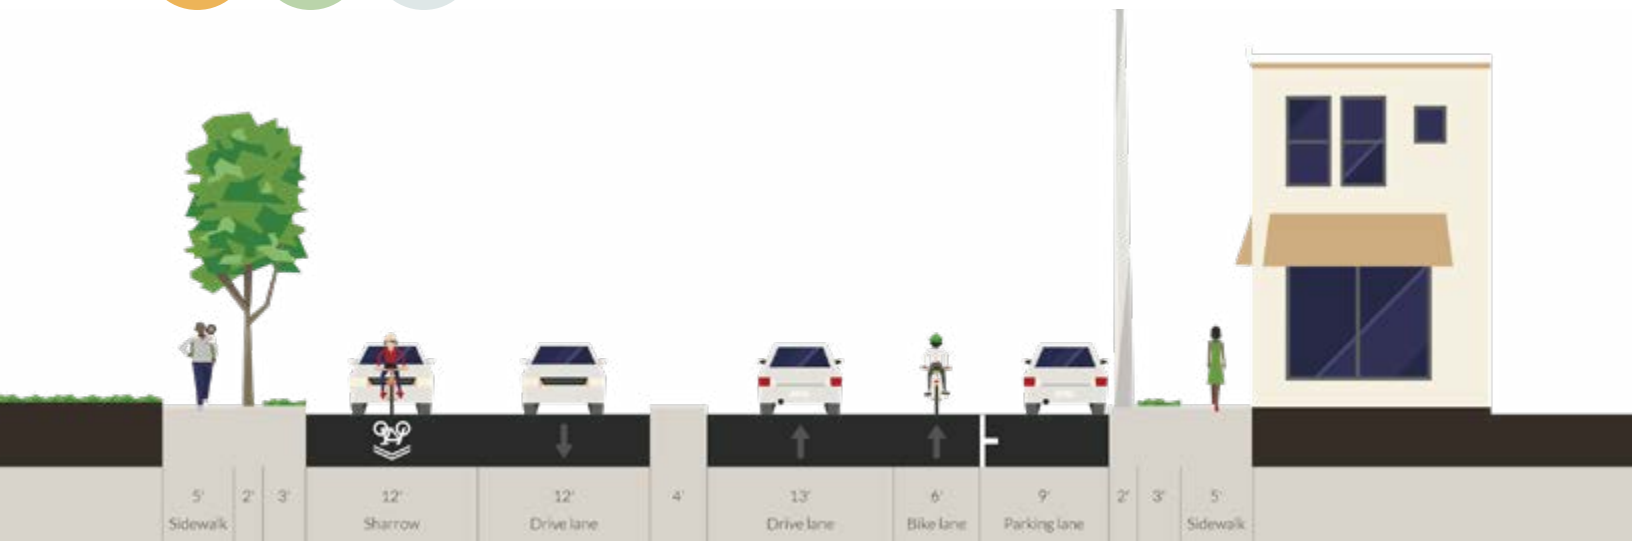 5' 2' 3' 12' 12' 4' 13' 6' 9' 2' 3' 5'
Sidewalk Sharrow Drive lane Drive lane Bike lane Parking lane Sidewalk